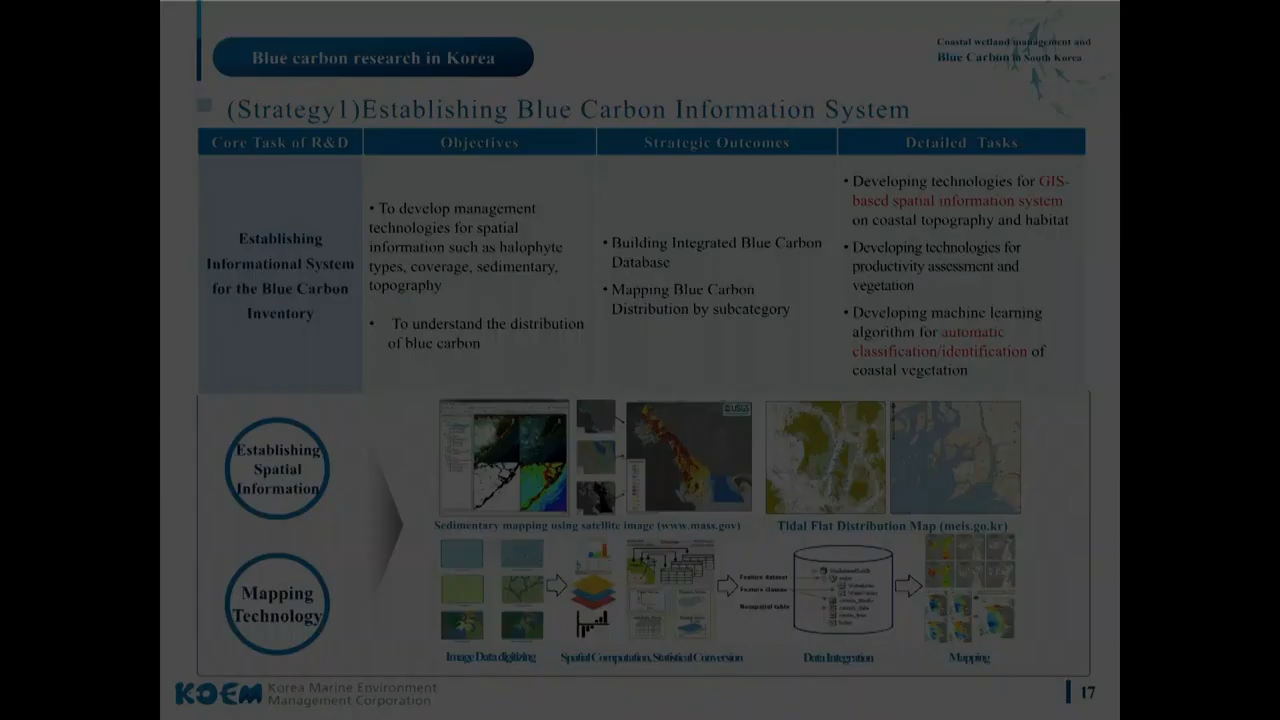 Blue carbon research in Korea
Coastal wetland management and
Blue Carbon in South Korea
(Strategy1)Establishing Blue Carbon Information System
Core Task of R&D
Objectives
Strategic Outcomes
Detailed Tasks
Establishing
Informational System
for the Blue Carbon
Inventory
• To develop management
technologies for spatial
information such as halophyte
types, coverage, sedimentary,
topography
• To understand the distribution
of blue carbon
• Building Integrated Blue Carbon
Database
• Mapping Blue Carbon
Distribution by subcategory
• Developing technologies for GIS-
based spatial information system
on coastal topography and habitat
• Developing technologies for
productivity assessment and
vegetation
• Developing machine learning
algorithm for automatic
classification/identification of
coastal vegetation
Establishing
Spatial
Information
USGS
Sedimentary mapping using satellite image (www.mass.gov)
Tidal Flat Distribution Map (meis.go.kr)
Mapping
Technology
Feature dataset
Feature classes
Nonspatial table
Image Data digitizing
Spatial Computation, Statistical Conversion
Data Integration
Mapping
KOEM
Korea Marine Environment
Management Corporation
17